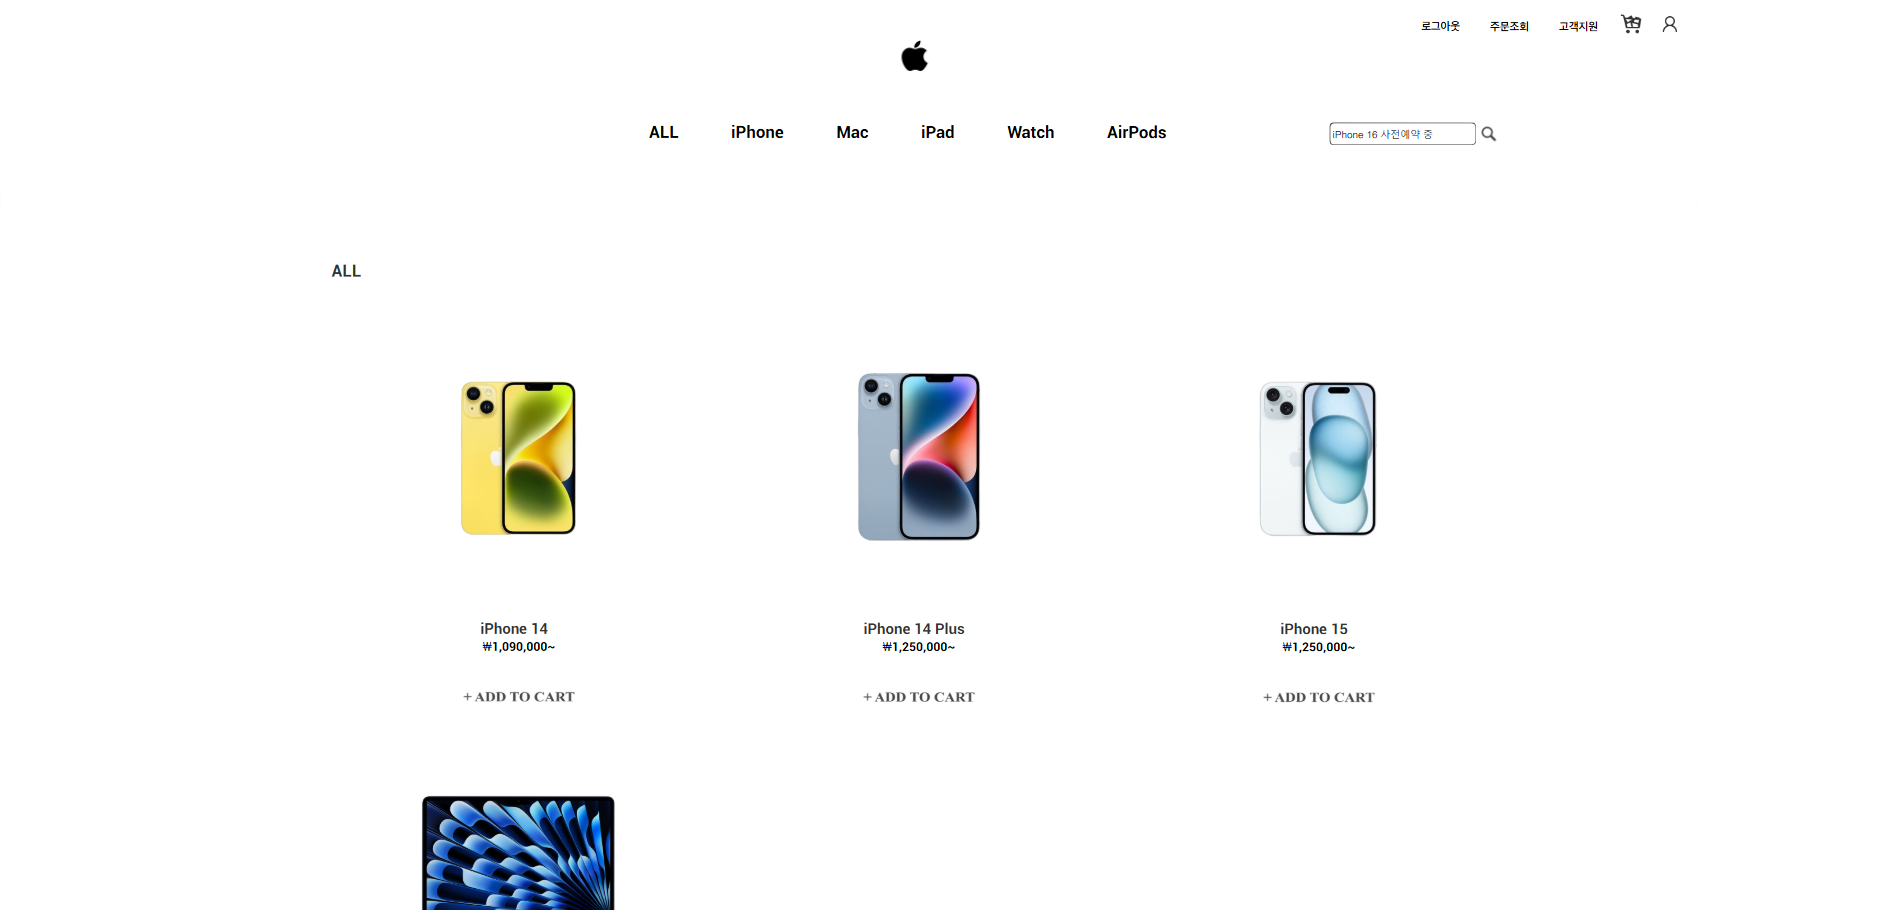 로그아웃 주문조회 고객지원
ALL iPhone Mac iPad Watch AirPods
iPhone 16 사전예약 중
ALL
iPhone 14
₩1,090,000~
+ ADD TO CART
iPhone 14 Plus
₩1,250,000~
+ ADD TO CART
iPhone 15
₩1,250,000~
+ ADD TO CART